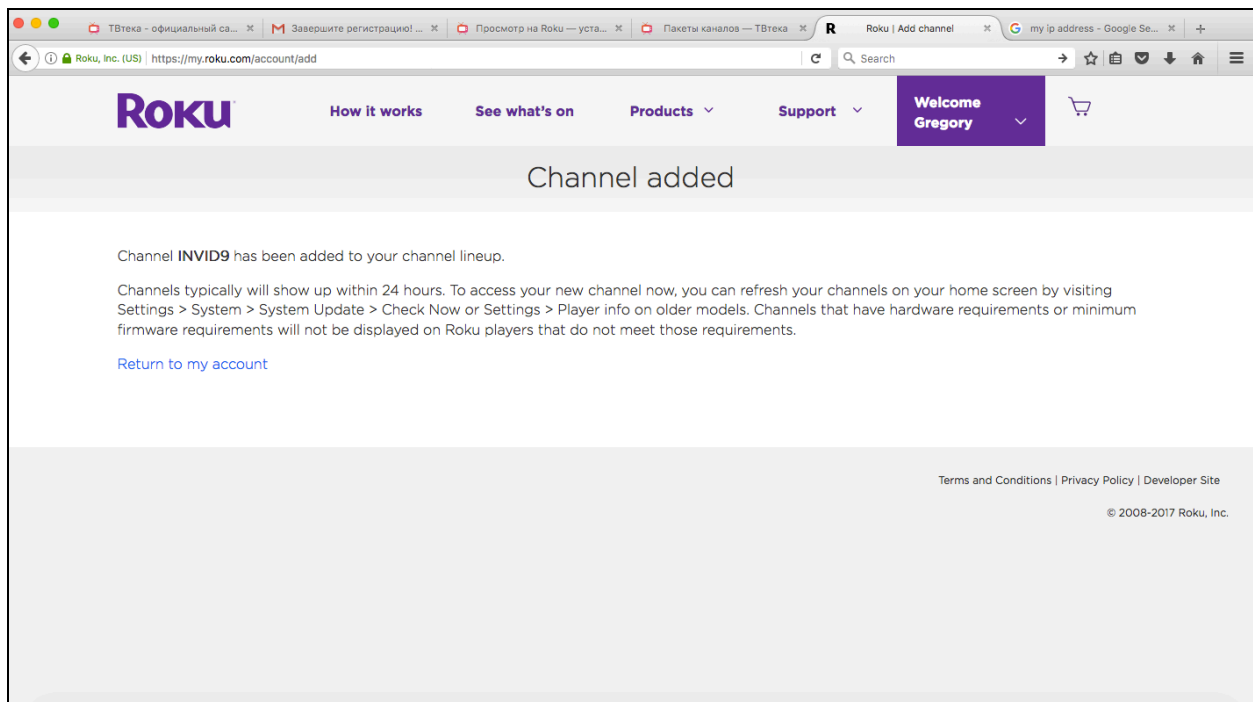 ТВтека - официальный са...
Завершите регистрацию! ...
Просмотр на Roku — уста...
Пакеты каналов — ТВтека
Roku | Add channel
my ip address - Google Se...
Roku, Inc. (US)
https://my.roku.com/account/add
Search
Roku
How it works
See what's on
Products
Support
Welcome
Gregory
Channel added
Channel INVID9 has been added to your channel lineup.
Channels typically will show up within 24 hours. To access your new channel now, you can refresh your channels on your home screen by visiting
Settings > System > System Update > Check Now or Settings > Player info on older models. Channels that have hardware requirements or minimum
firmware requirements will not be displayed on Roku players that do not meet those requirements.
Return to my account
Terms and Conditions | Privacy Policy | Developer Site
© 2008-2017 Roku, Inc.